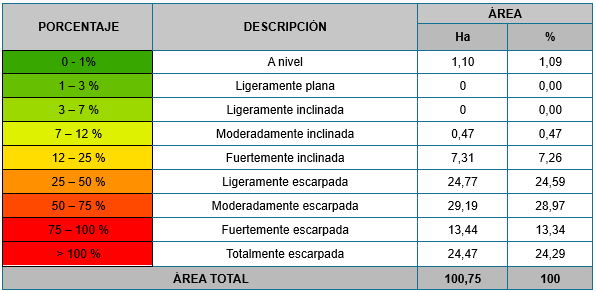 PORCENTAJE DESCRIPCIÓN ÁREA
Ha %
0 - 1% A nivel 1,10 1,09
1 – 3 % Ligeramente plana 0 0,00
3 – 7 % Ligeramente inclinada 0 0,00
7 – 12 % Moderadamente inclinada 0,47 0,47
12 – 25 % Fuertemente inclinada 7,31 7,26
25 – 50 % Ligeramente escarpada 24,77 24,59
50 – 75 % Moderadamente escarpada 29,19 28,97
75 – 100 % Fuertemente escarpada 13,44 13,34
> 100 % Totalmente escarpada 24,47 24,29
ÁREA TOTAL 100,75 100